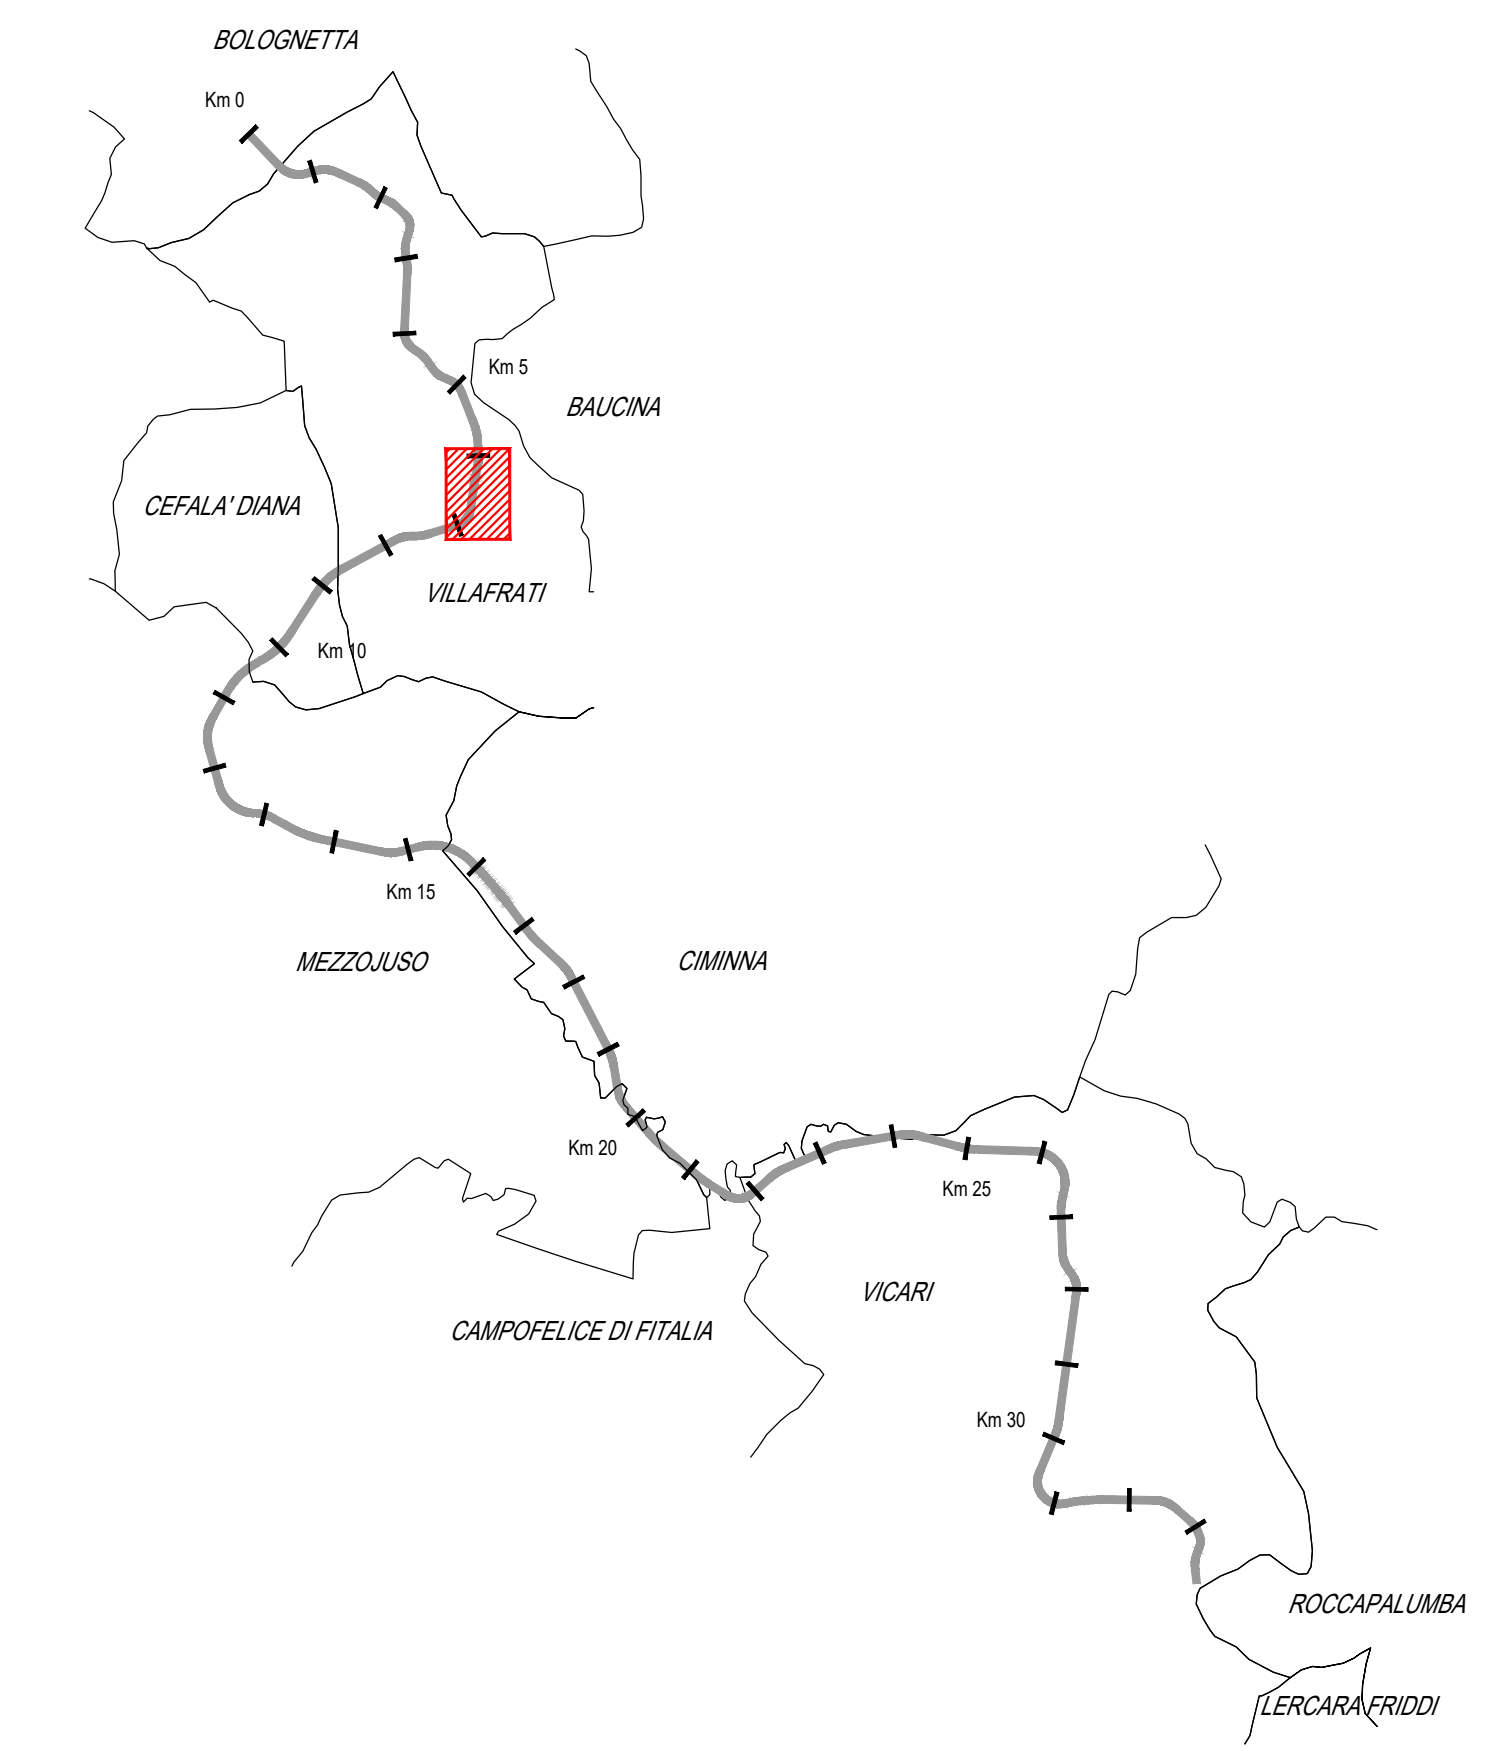 BOLOGNETTA
Km 0
Km 5
BAUCINA
CEFALA' DIANA
VILLAFRATI
Km 10
Km 15
MEZZOJUSO
CIMINNA
Km 20
Km 25
VICARI
CAMPOFELICE DI FITALIA
Km 30
ROCCAPALUMBA
LERCARA FRIDDI